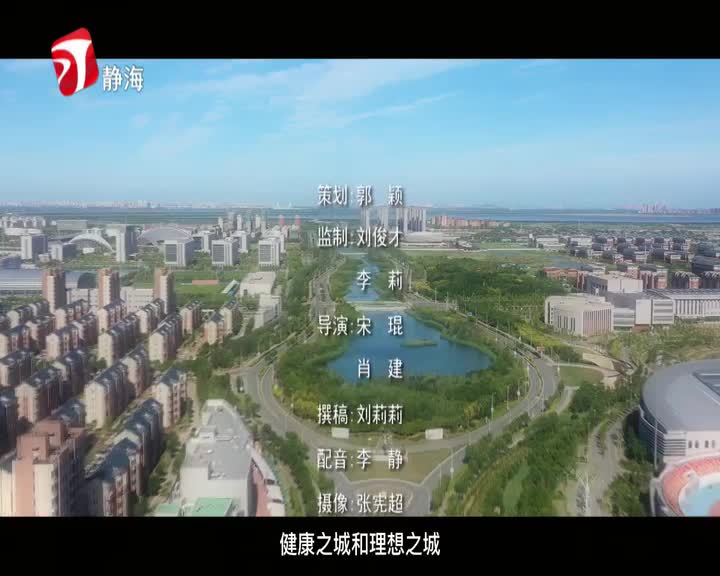 静海
策划:郭 颖
监制:刘俊才
李 莉
导演:宋 琨
肖 建
撰稿:刘莉莉
配音:李 静
摄像:张宪超
健康之城和理想之城